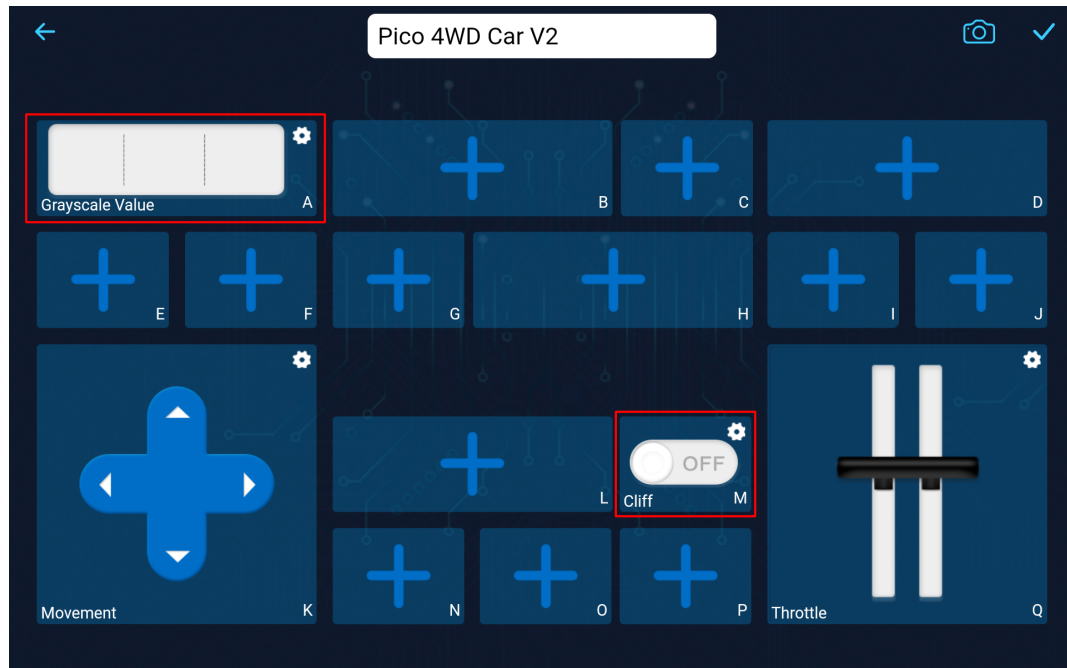 Pico 4WD Car V2
Grayscale Value A
B
C
D
E
F
G
H
I
J
Movement K
L
OFF
Cliff M
N
O
P
Throttle Q